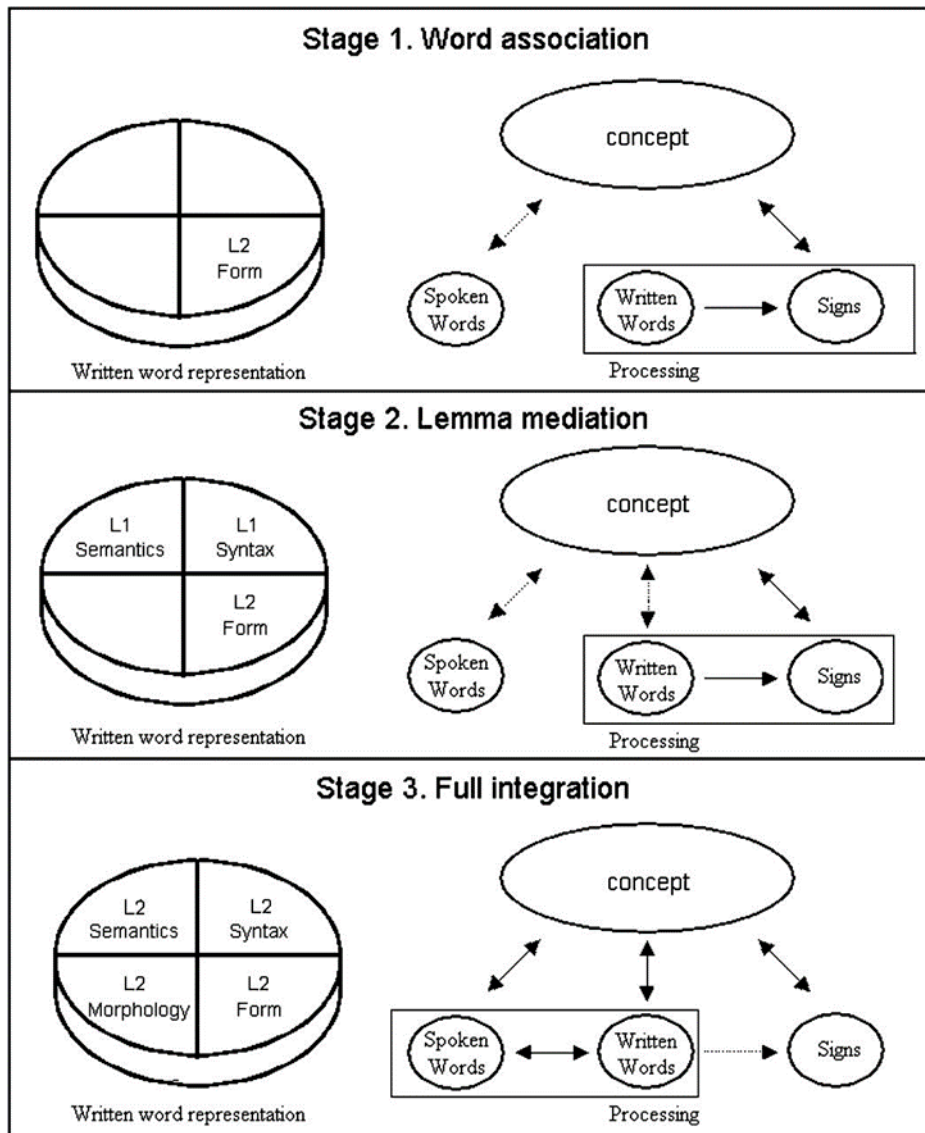 Stage 1. Word association
concept
L2
Form
Spoken
Words
Written
Words
Signs
Written word representation
Processing
Stage 2. Lemma mediation
concept
L1
Semantics
L1
Syntax
L2
Form
Spoken
Words
Written
Words
Signs
Written word representation
Processing
Stage 3. Full integration
concept
L2
Semantics
L2
Syntax
L2
Morphology
L2
Form
Spoken
Words
Written
Words
Signs
Written word representation
Processing